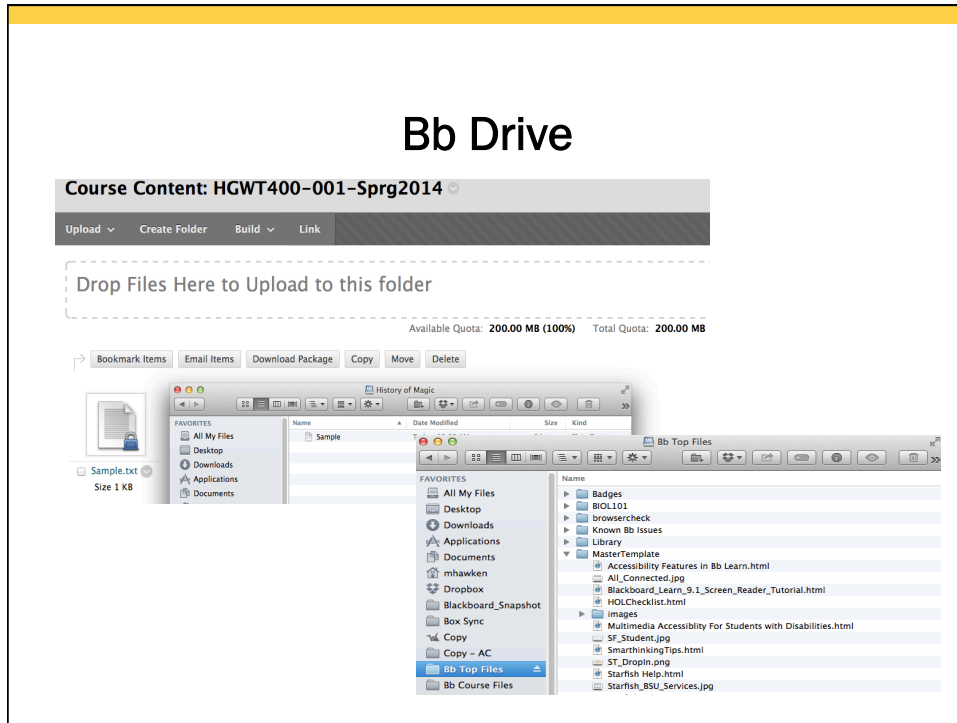 Bb Drive
Course Content: HGWT400-001-Sprg2014
Upload Create Folder Build Link
Drop Files Here to Upload to this folder
Available Quota: 200.00 MB (100%) Total Quota: 200.00 MB
Bookmark Items Email Items Download Package Copy Move Delete
History of Magic
FAVORITES
All My Files
Desktop
Downloads
Applications
Documents
Name Date Modified Size Kind
Sample
Sample.txt
Size 1 KB
Bb Top Files
FAVORITES
All My Files
Desktop
Downloads
Applications
Documents
mhawken
Dropbox
Blackboard_Snapshot
Box Sync
Copy
Copy - AC
Bb Top Files
Bb Course Files
Name
Badges
BIOL101
browsercheck
Known Bb Issues
Library
MasterTemplate
Accessibility Features in Bb Learn.html
All_Connected.jpg
Blackboard_Learn_9.1_Screen_Reader_Tutorial.html
HOLChecklist.html
images
Multimedia Accessiblity For Students with Disabilities.html
SF_Student.jpg
SmarthinkingTips.html
ST_DropIn.png
Starfish Help.html
Starfish_BSU_Services.jpg